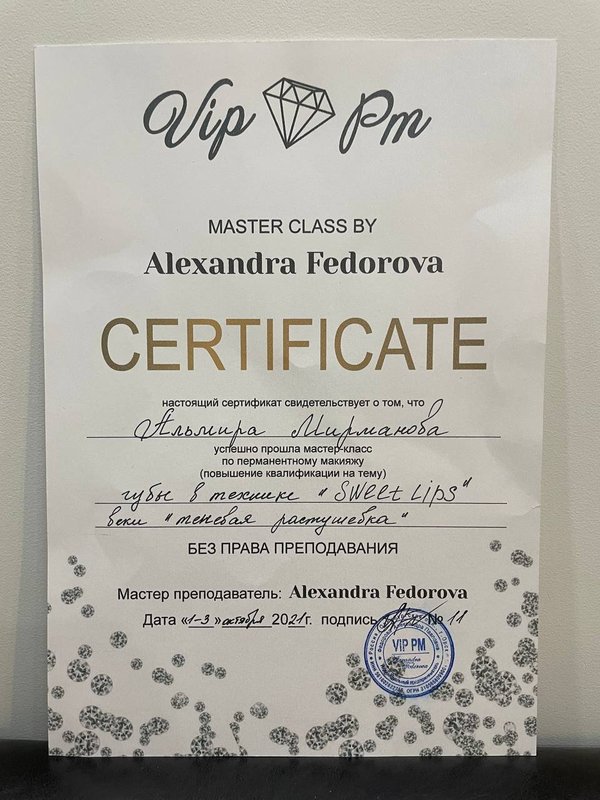 Vip Pm
MASTER CLASS BY
Alexandra Fedorova
CERTIFICATE
настоящий сертификат свидетельствует о том, что
Альмира Мирманова
успешно прошла мастер-класс
по перманентному макияжу
(повышение квалификации на тему)
губы в технике "Sweet Lips"
веки "теневая растушевка"
БЕЗ ПРАВА ПРЕПОДАВАНИЯ
Мастер преподаватель: Alexandra Fedorova
Дата «1-3» октября 2021г. подпись № 11
VIP PM
Alexandra
Fedorova